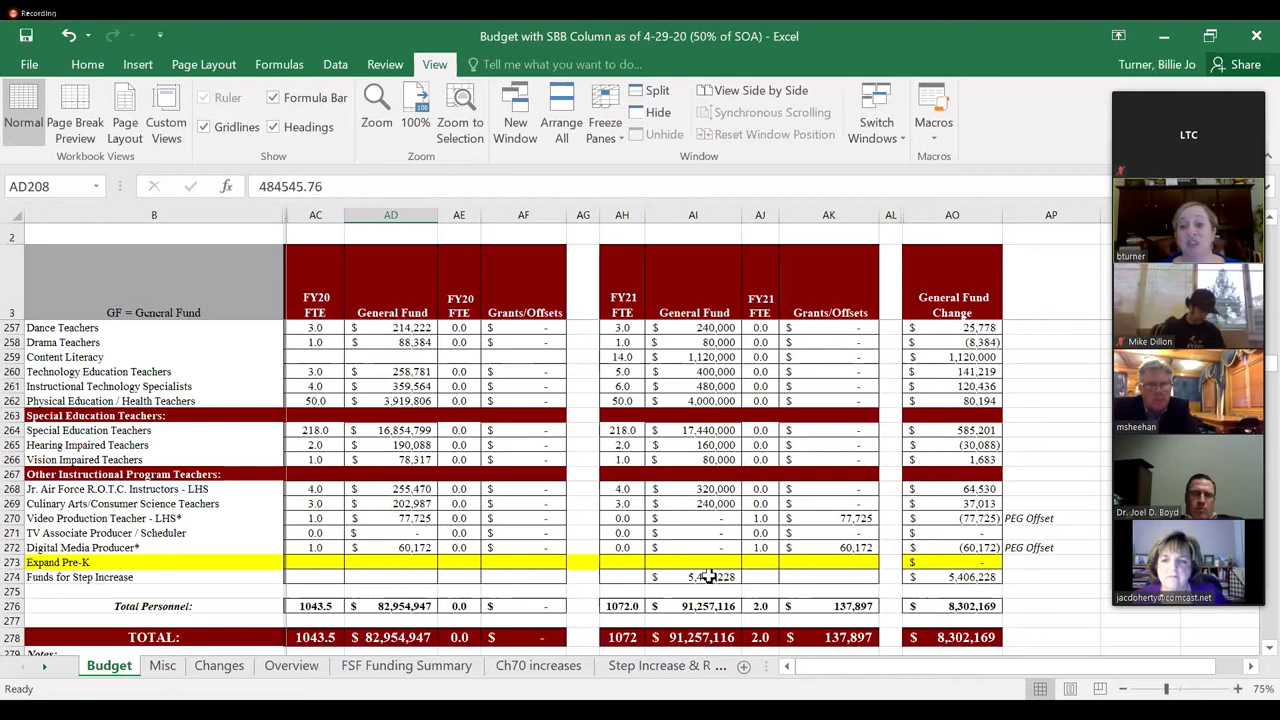 Recording
Budget with SBB Column as of 4-29-20 (50% of SOA) - Excel
File Home Insert Page Layout Formulas Data Review View Tell me what you want to do... Turner, Billie Jo Share
Normal Page Break Preview Page Layout Custom Views Ruler Formula Bar Gridlines Headings Zoom 100% Zoom to Selection New Window Arrange All Freeze Panes Split Hide Unhide View Side by Side Synchronous Scrolling Reset Window Position Switch Windows Macros
Workbook Views Show Zoom Window Macros
AD208 fx 484545.76
B AC AD AE AF AG AH AI AJ AK AL AO AP
2
3 GF = General Fund FY20 FTE General Fund FY20 FTE Grants/Offsets FY21 FTE General Fund FY21 FTE Grants/Offsets General Fund Change
257 Dance Teachers 3.0 $ 214,222 0.0 $ - 3.0 $ 240,000 0.0 $ - $ 25,778
258 Drama Teachers 1.0 $ 88,384 0.0 $ - 1.0 $ 80,000 0.0 $ - $ (8,384)
259 Content Literacy 14.0 $ 1,120,000 0.0 $ - $ 1,120,000
260 Technology Education Teachers 3.0 $ 258,781 0.0 $ - 5.0 $ 400,000 0.0 $ - $ 141,219
261 Instructional Technology Specialists 4.0 $ 359,564 0.0 $ - 6.0 $ 480,000 0.0 $ - $ 120,436
262 Physical Education / Health Teachers 50.0 $ 3,919,806 0.0 $ - 50.0 $ 4,000,000 0.0 $ - $ 80,194
263 Special Education Teachers:
264 Special Education Teachers 218.0 $ 16,854,799 0.0 $ - 218.0 $ 17,440,000 0.0 $ - $ 585,201
265 Hearing Impaired Teachers 2.0 $ 190,088 0.0 $ - 2.0 $ 160,000 0.0 $ - $ (30,088)
266 Vision Impaired Teachers 1.0 $ 78,317 0.0 $ - 1.0 $ 80,000 0.0 $ - $ 1,683
267 Other Instructional Program Teachers:
268 Jr. Air Force R.O.T.C. Instructors - LHS 4.0 $ 255,470 0.0 $ - 4.0 $ 320,000 0.0 $ - $ 64,530
269 Culinary Arts/Consumer Science Teachers 3.0 $ 202,987 0.0 $ - 3.0 $ 240,000 0.0 $ - $ 37,013
270 Video Production Teacher - LHS* 1.0 $ 77,725 0.0 $ - 0.0 $ - 1.0 $ 77,725 $ (77,725) PEG Offset
271 TV Associate Producer / Scheduler 0.0 $ - 0.0 $ - 0.0 $ - 0.0 $ - $ -
272 Digital Media Producer* 1.0 $ 60,172 0.0 $ - 0.0 $ - 1.0 $ 60,172 $ (60,172) PEG Offset
273 Expand Pre-K $ -
274 Funds for Step Increase $ 228 $ 5,406,228
275
276 Total Personnel: 1043.5 $ 82,954,947 0.0 $ - 1072.0 $ 91,257,116 2.0 $ 137,897 $ 8,302,169
277
278 TOTAL: 1043.5 $ 82,954,947 0.0 $ - 1072 $ 91,257,116 2.0 $ 137,897 $ 8,302,169
279 Notes:
Budget Misc Changes Overview FSF Funding Summary Ch70 increases Step Increase & R ...
Ready 75%
LTC
bturner
Mike Dillon
msheehan
Dr. Joel D. Boyd
jacdoherty@comcast.net